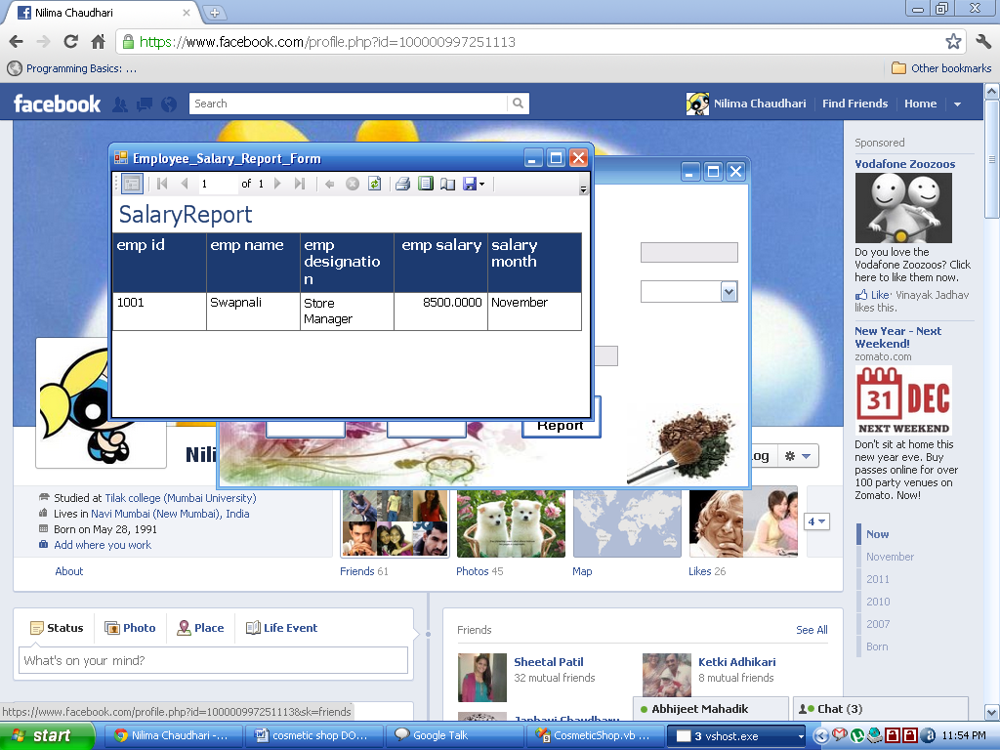 Nilima Chaudhari
https://www.facebook.com/profile.php?id=100000997251113
Programming Basics: ...
Other bookmarks
facebook
Search
Nilima Chaudhari
Find Friends
Home
Employee_Salary_Report_Form
1 of 1
SalaryReport
emp id
emp name
emp
designatio
n
emp salary
salary
month
1001
Swapnali
Store
Manager
8500.0000
November
Report
Nili
og
Studied at Tilak college (Mumbai University)
Lives in Navi Mumbai (New Mumbai), India
Born on May 28, 1991
Add where you work
About
Friends 61
Photos 45
Map
Likes 26
4
Sponsored
Vodafone Zoozoos
Do you love the
Vodafone Zoozoos? Click
here to like them now.
Like · Vinayak Jadhav
likes this.
New Year - Next
Weekend!
zomato.com
31 DEC
NEXT WEEKEND
Don't sit at home this
new year eve. Buy
passes online for over
100 party venues on
Zomato. Now!
Now
November
2011
2010
2007
Born
Status
Photo
Place
Life Event
What's on your mind?
Friends
See All
Sheetal Patil
32 mutual friends
Ketki Adhikari
8 mutual friends
Janhavi Chaudharu
https://www.facebook.com/profile.php?id=100000997251113&sk=friends
Abhijeet Mahadik
Chat (3)
start
Nilima Chaudhari -...
cosmetic shop DO...
Google Talk
CosmeticShop.vb ...
3 vshost.exe
11:54 PM